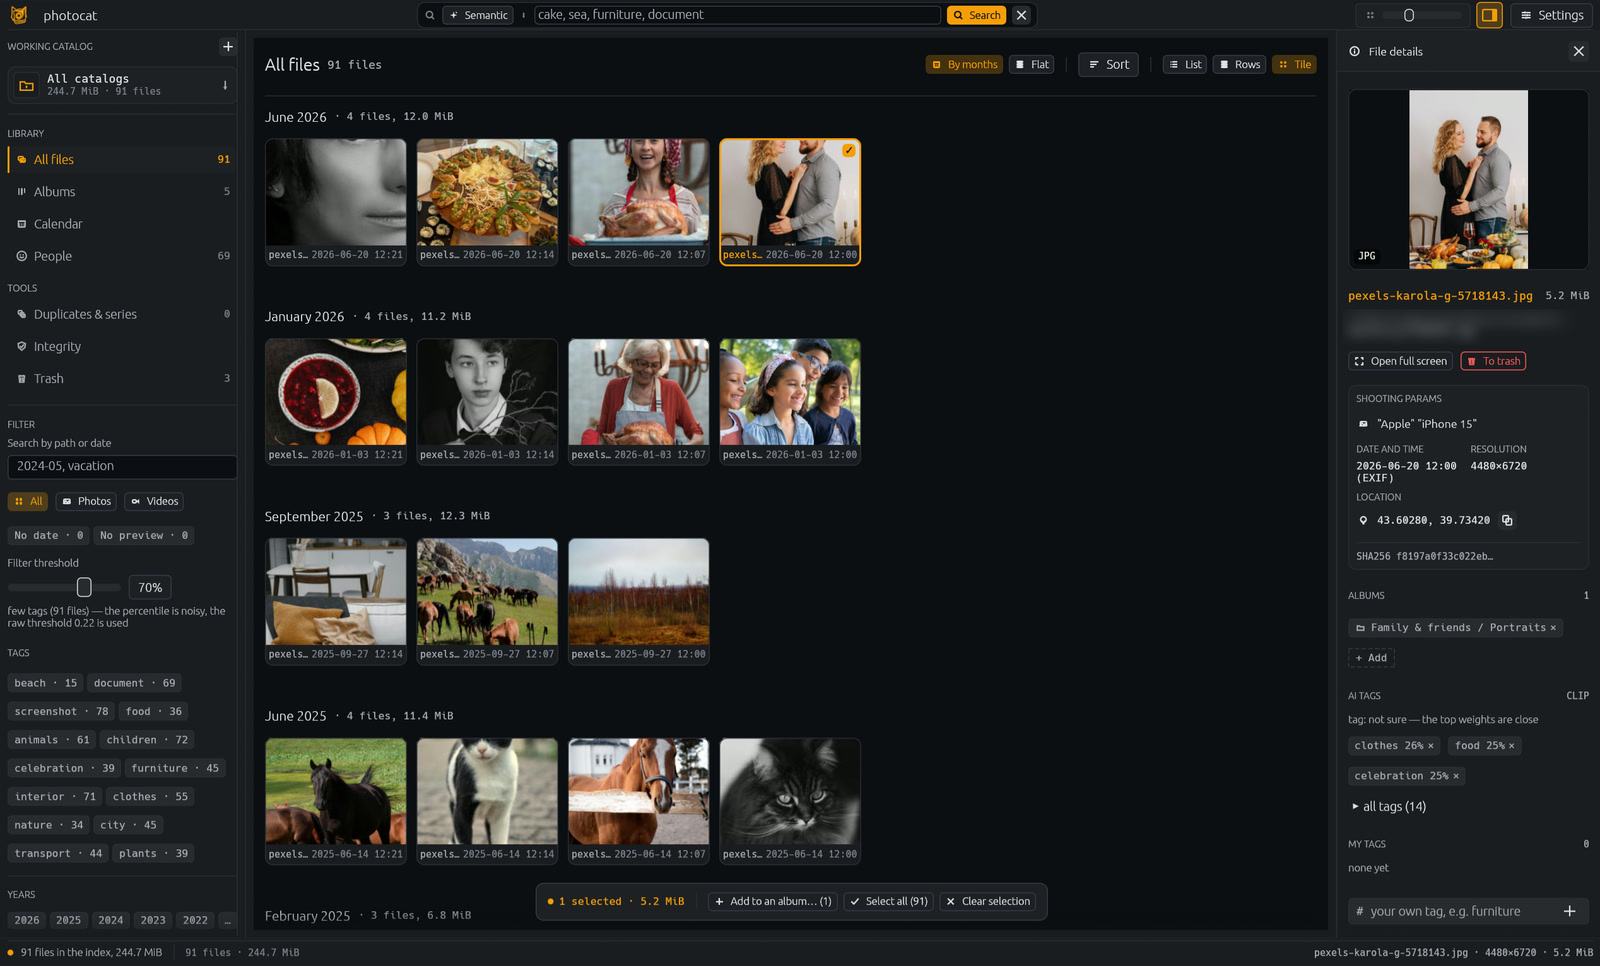 photocat
Semantic
cake, sea, furniture, document
Search
Settings
WORKING CATALOG
All catalogs
244.7 MiB · 91 files
LIBRARY
All files 91
Albums 5
Calendar
People 69
TOOLS
Duplicates & series 0
Integrity
Trash 3
FILTER
Search by path or date
2024-05, vacation
All Photos Videos
No date · 0 No preview · 0
Filter threshold
70%
few tags (91 files) — the percentile is noisy, the
raw threshold 0.22 is used
TAGS
beach · 15 document · 69
screenshot · 78 food · 36
animals · 61 children · 72
celebration · 39 furniture · 45
interior · 71 clothes · 55
nature · 34 city · 45
transport · 44 plants · 39
YEARS
2026 2025 2024 2023 2022 …
All files 91 files
By months Flat Sort List Rows Tile
June 2026 · 4 files, 12.0 MiB
pexels… 2026-06-20 12:21 pexels… 2026-06-20 12:14 pexels… 2026-06-20 12:07 pexels… 2026-06-20 12:00
January 2026 · 4 files, 11.2 MiB
pexels… 2026-01-03 12:21 pexels… 2026-01-03 12:14 pexels… 2026-01-03 12:07 pexels… 2026-01-03 12:00
September 2025 · 3 files, 12.3 MiB
pexels… 2025-09-27 12:14 pexels… 2025-09-27 12:07 pexels… 2025-09-27 12:00
June 2025 · 4 files, 11.4 MiB
pexels… 2025-06-14 12:21 pexels… 2025-06-14 12:14 pexels… 2025-06-14 12:07 pexels… 2025-06-14 12:00
February 2025 · 3 files, 6.8 MiB
1 selected · 5.2 MiB + Add to an album… (1) Select all (91) Clear selection
File details
JPG
pexels-karola-g-5718143.jpg 5.2 MiB
Open full screen To trash
SHOOTING PARAMS
"Apple" "iPhone 15"
DATE AND TIME RESOLUTION
2026-06-20 12:00 4480×6720
(EXIF)
LOCATION
43.60280, 39.73420
SHA256 f8197a0f33c022eb…
ALBUMS 1
Family & friends / Portraits ×
+ Add
AI TAGS CLIP
tag: not sure — the top weights are close
clothes 26% × food 25% ×
celebration 25% ×
all tags (14)
MY TAGS 0
none yet
# your own tag, e.g. furniture +
91 files in the index, 244.7 MiB 91 files · 244.7 MiB
pexels-karola-g-5718143.jpg · 4480×6720 · 5.2 MiB